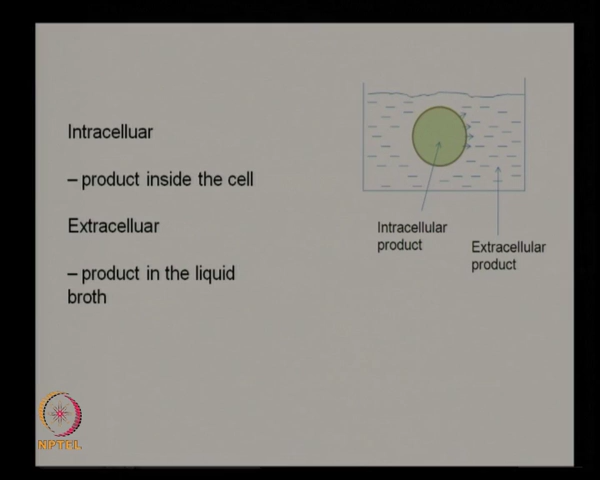 Intracelluar
– product inside the cell
Extracelluar
– product in the liquid
broth
Intracellular
product
Extracellular
product
NPTEL